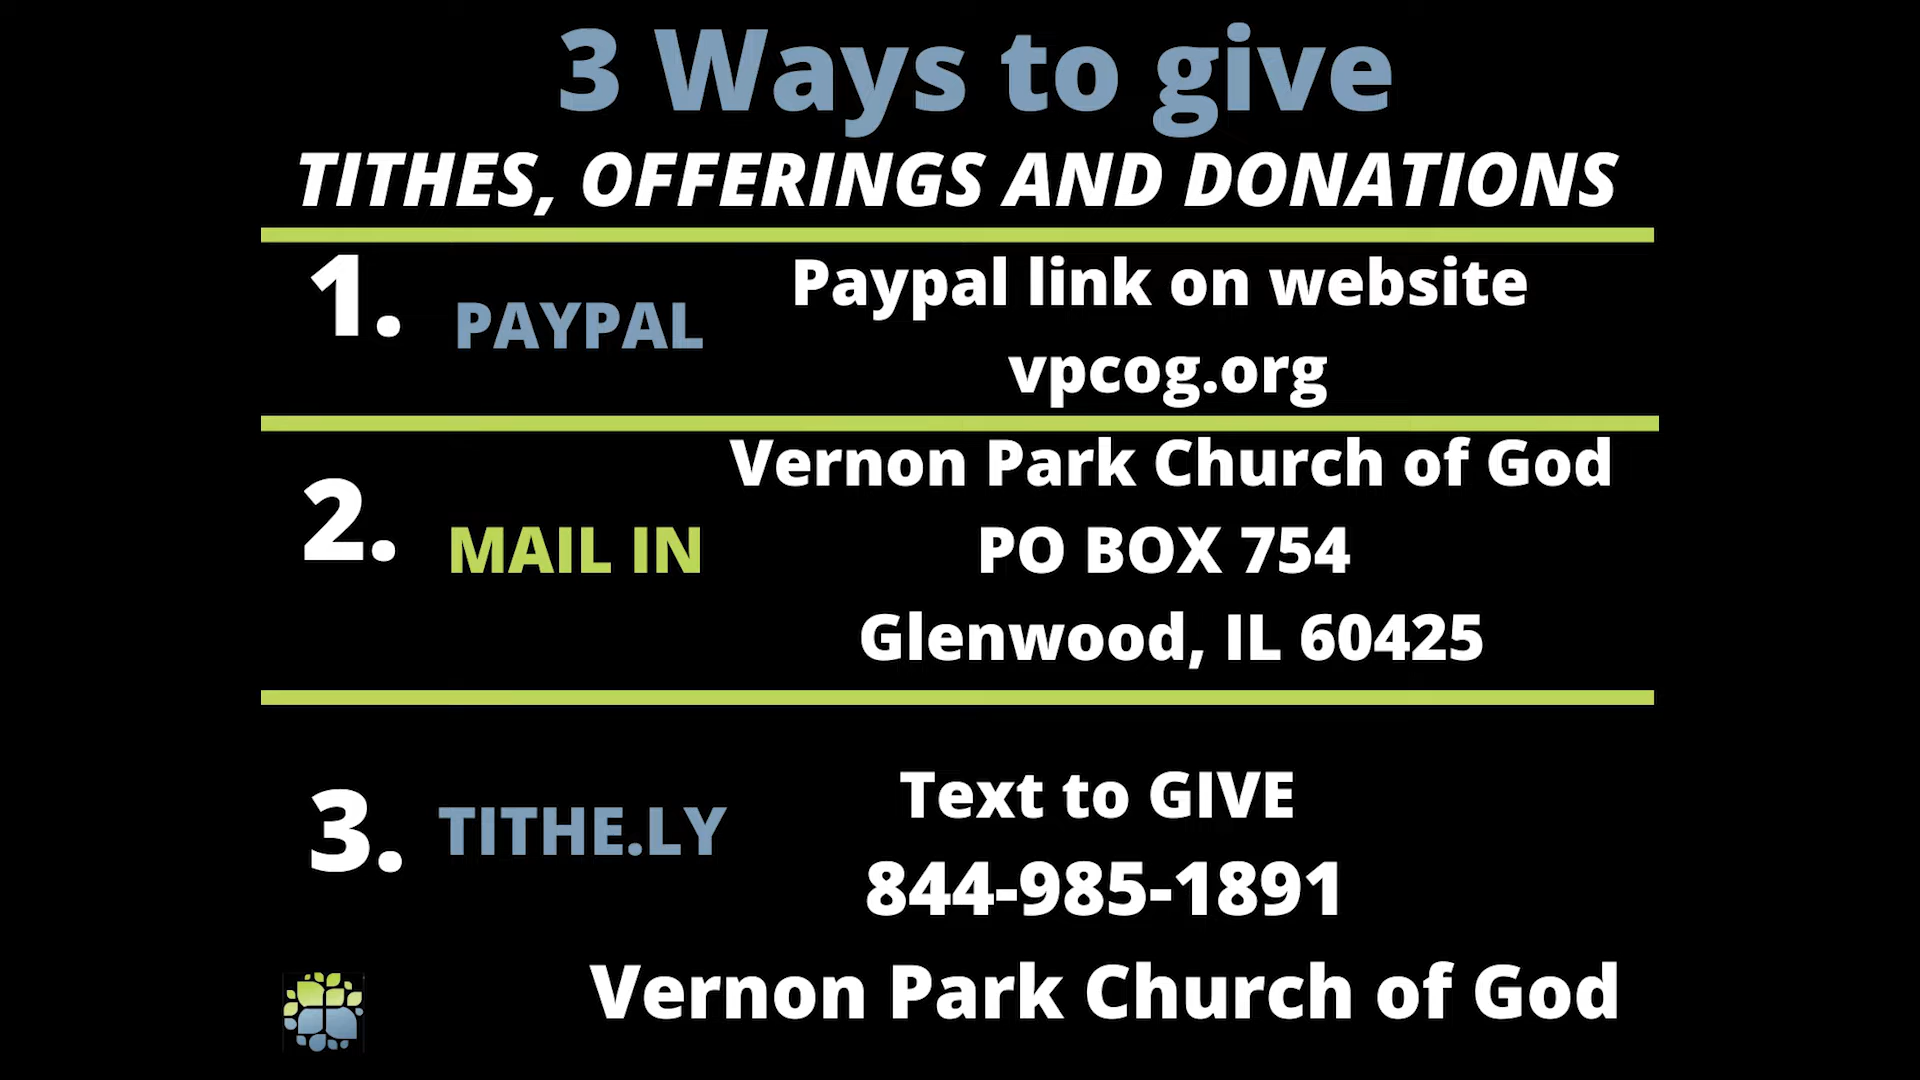 3 Ways to give
TITHES, OFFERINGS AND DONATIONS
1. PAYPAL
Paypal link on website
vpcog.org
2. MAIL IN
Vernon Park Church of God
PO BOX 754
Glenwood, IL 60425
3. TITHE.LY
Text to GIVE
844-985-1891
Vernon Park Church of God